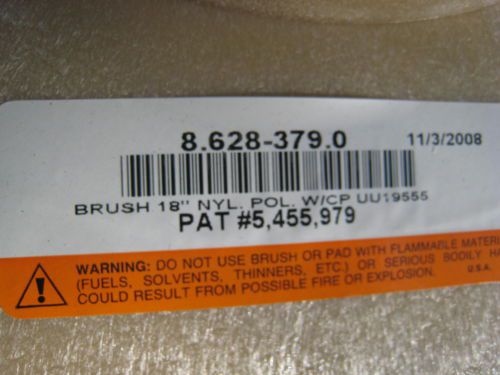 8.628-379.0 11/3/2008
BRUSH 18" NYL. POL. W/CP UU19555
PAT #5,455,979
WARNING: DO NOT USE BRUSH OR PAD WITH FLAMMABLE
(FUELS, SOLVENTS, THINNERS, ETC.) OR SERIOUS BODILY
COULD RESULT FROM POSSIBLE FIRE OR EXPLOSION. U.S.A.